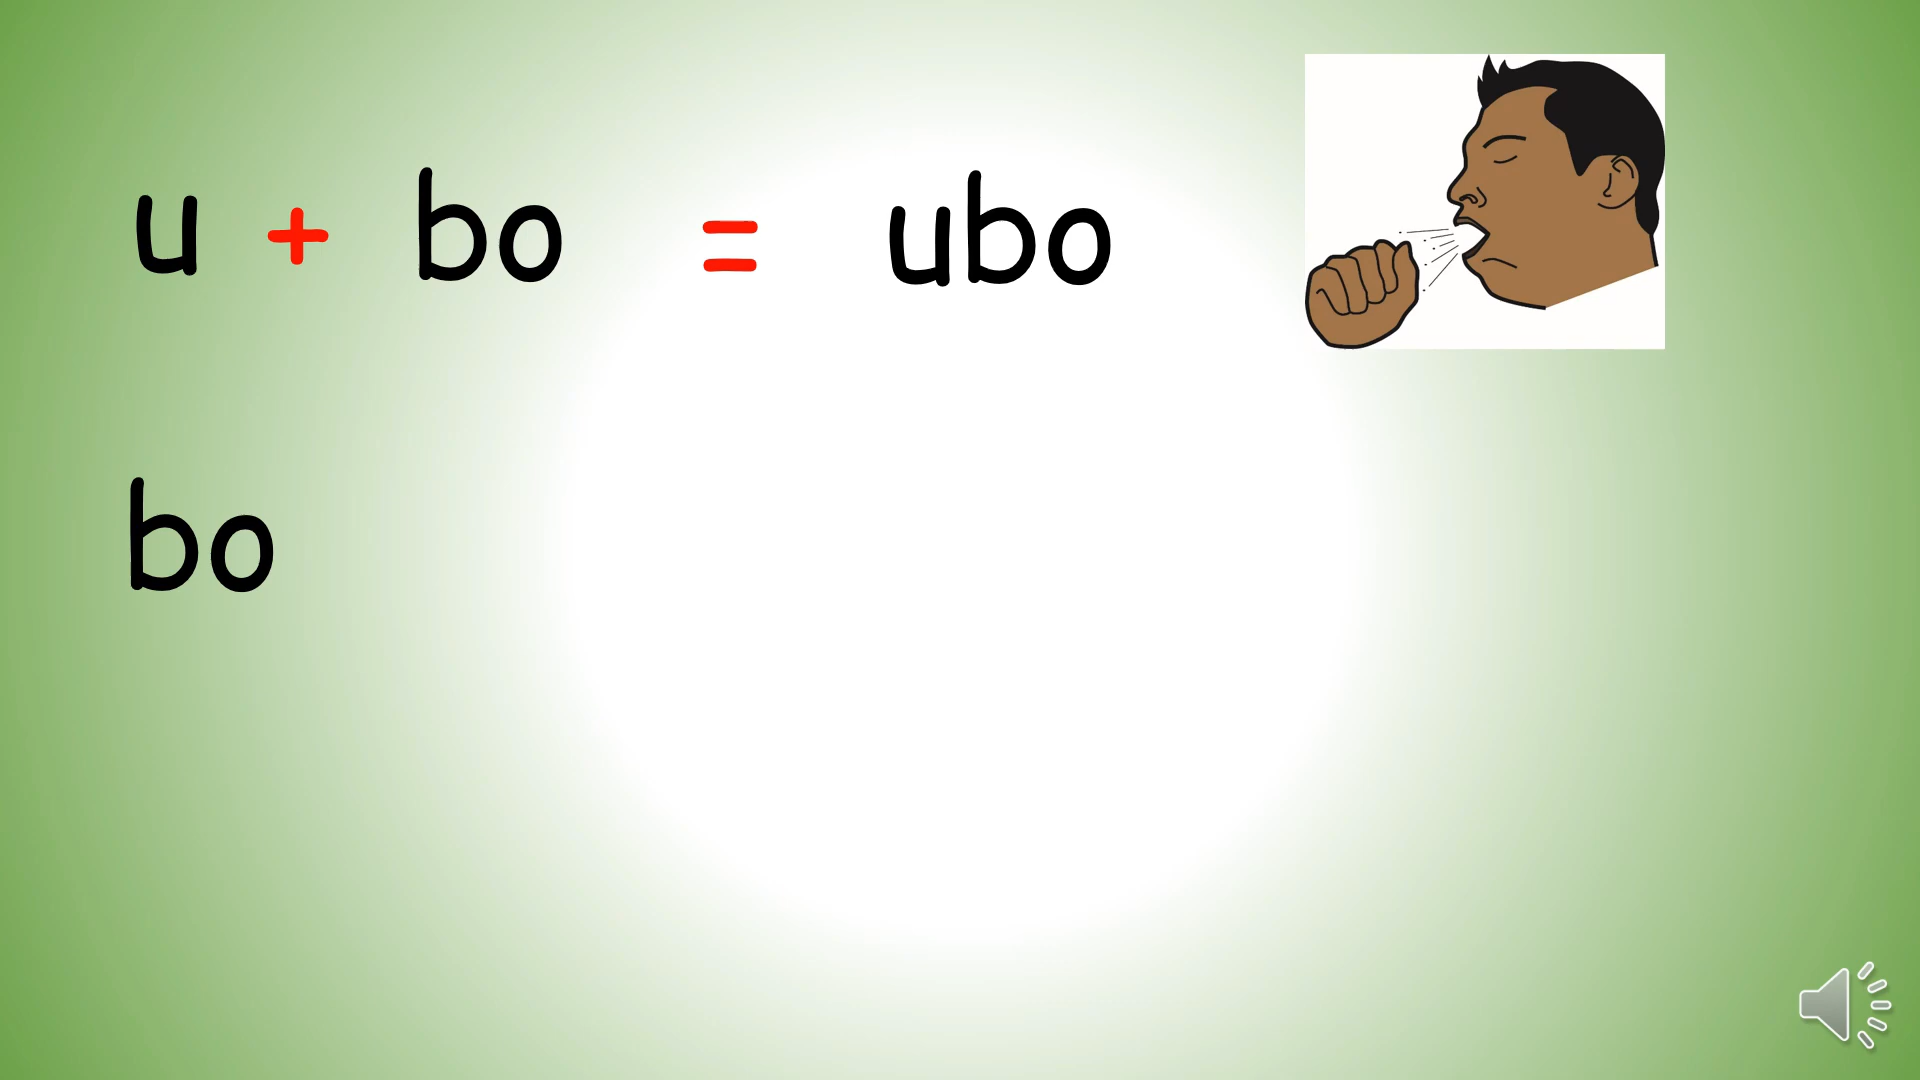 u + bo = ubo
bo